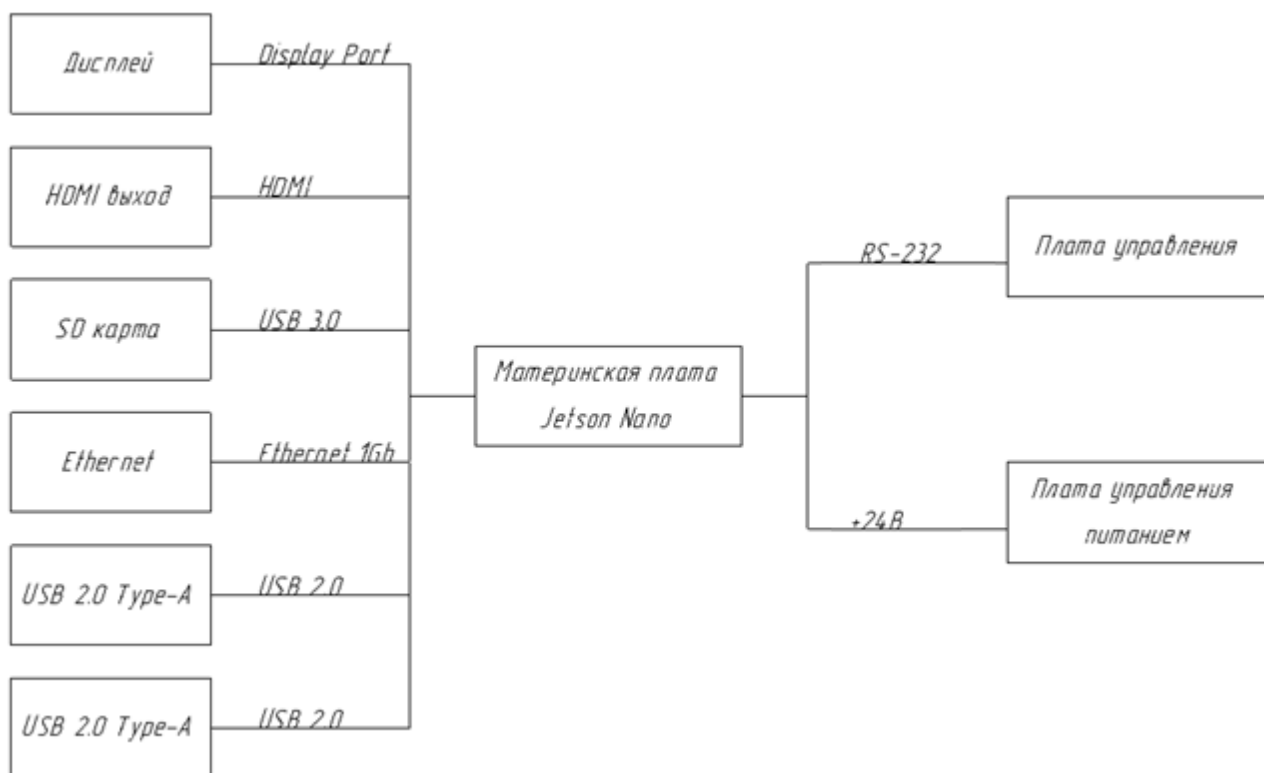 Дисплей
Display Port
HDMI выход
HDMI
SD карта
USB 3.0
Ethernet
Ethernet 1Gb
USB 2.0 Type-A
USB 2.0
USB 2.0 Type-A
USB 2.0
Материнская плата
Jetson Nano
RS-232
Плата управления
+24В
Плата управления
питанием